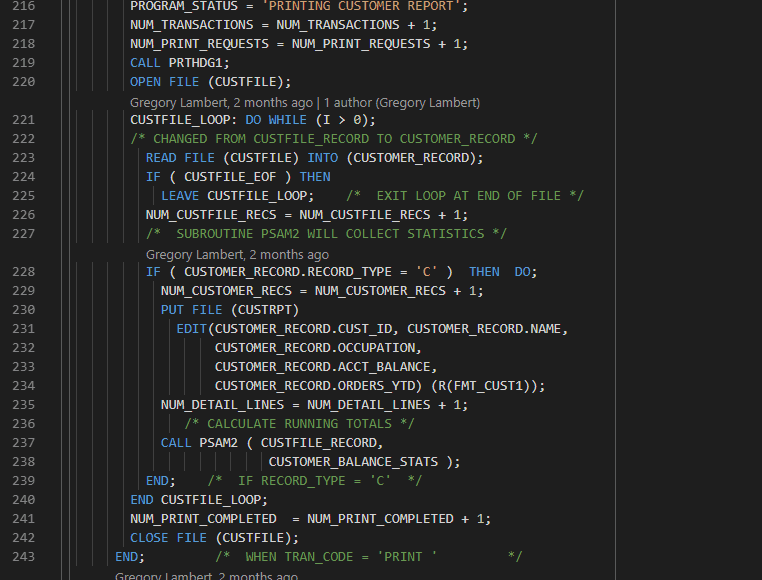 216 PROGRAM_STATUS = 'PRINTING CUSTOMER REPORT';
217 NUM_TRANSACTIONS = NUM_TRANSACTIONS + 1;
218 NUM_PRINT_REQUESTS = NUM_PRINT_REQUESTS + 1;
219 CALL PRTHDG1;
220 OPEN FILE (CUSTFILE);
Gregory Lambert, 2 months ago | 1 author (Gregory Lambert)
221 CUSTFILE_LOOP: DO WHILE (I > 0);
222 /* CHANGED FROM CUSTFILE_RECORD TO CUSTOMER_RECORD */
223 READ FILE (CUSTFILE) INTO (CUSTOMER_RECORD);
224 IF ( CUSTFILE_EOF ) THEN
225 LEAVE CUSTFILE_LOOP; /* EXIT LOOP AT END OF FILE */
226 NUM_CUSTFILE_RECS = NUM_CUSTFILE_RECS + 1;
227 /* SUBROUTINE PSAM2 WILL COLLECT STATISTICS */
Gregory Lambert, 2 months ago
228 IF ( CUSTOMER_RECORD.RECORD_TYPE = 'C' ) THEN DO;
229 NUM_CUSTOMER_RECS = NUM_CUSTOMER_RECS + 1;
230 PUT FILE (CUSTRPT)
231 EDIT(CUSTOMER_RECORD.CUST_ID, CUSTOMER_RECORD.NAME,
232 CUSTOMER_RECORD.OCCUPATION,
233 CUSTOMER_RECORD.ACCT_BALANCE,
234 CUSTOMER_RECORD.ORDERS_YTD) (R(FMT_CUST1));
235 NUM_DETAIL_LINES = NUM_DETAIL_LINES + 1;
236 /* CALCULATE RUNNING TOTALS */
237 CALL PSAM2 ( CUSTFILE_RECORD,
238 CUSTOMER_BALANCE_STATS );
239 END; /* IF RECORD_TYPE = 'C' */
240 END CUSTFILE_LOOP;
241 NUM_PRINT_COMPLETED = NUM_PRINT_COMPLETED + 1;
242 CLOSE FILE (CUSTFILE);
243 END; /* WHEN TRAN_CODE = 'PRINT ' */
Gregory Lambert, 2 months ago